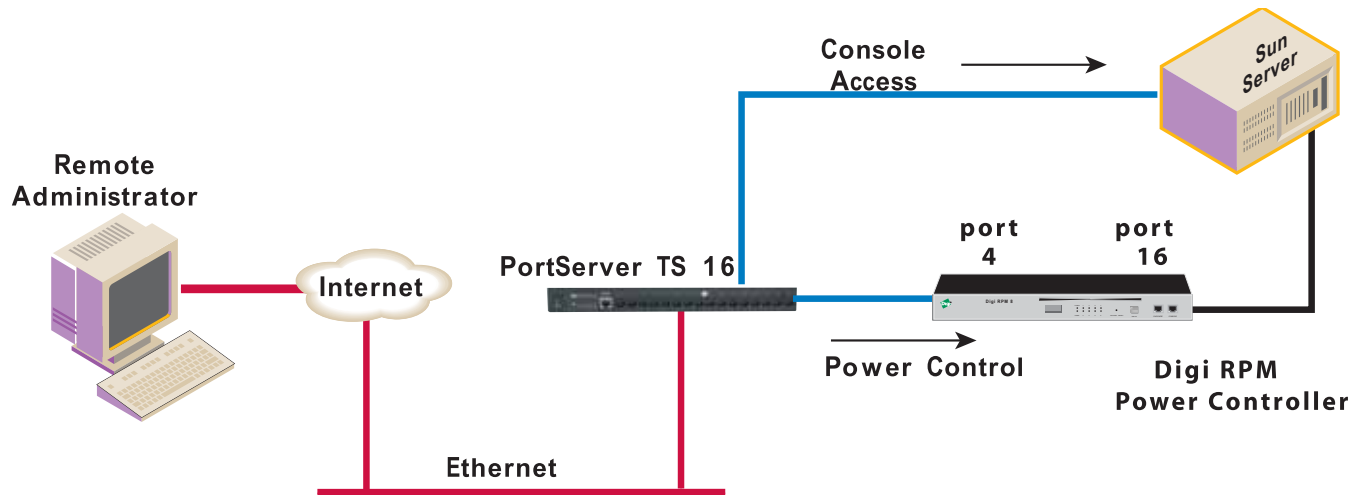 Console
Access
Sun
Server
Remote
Administrator
port
4
port
16
PortServer TS 16
Internet
Digi RPM 8
Power Control
Digi RPM
Power Controller
Ethernet